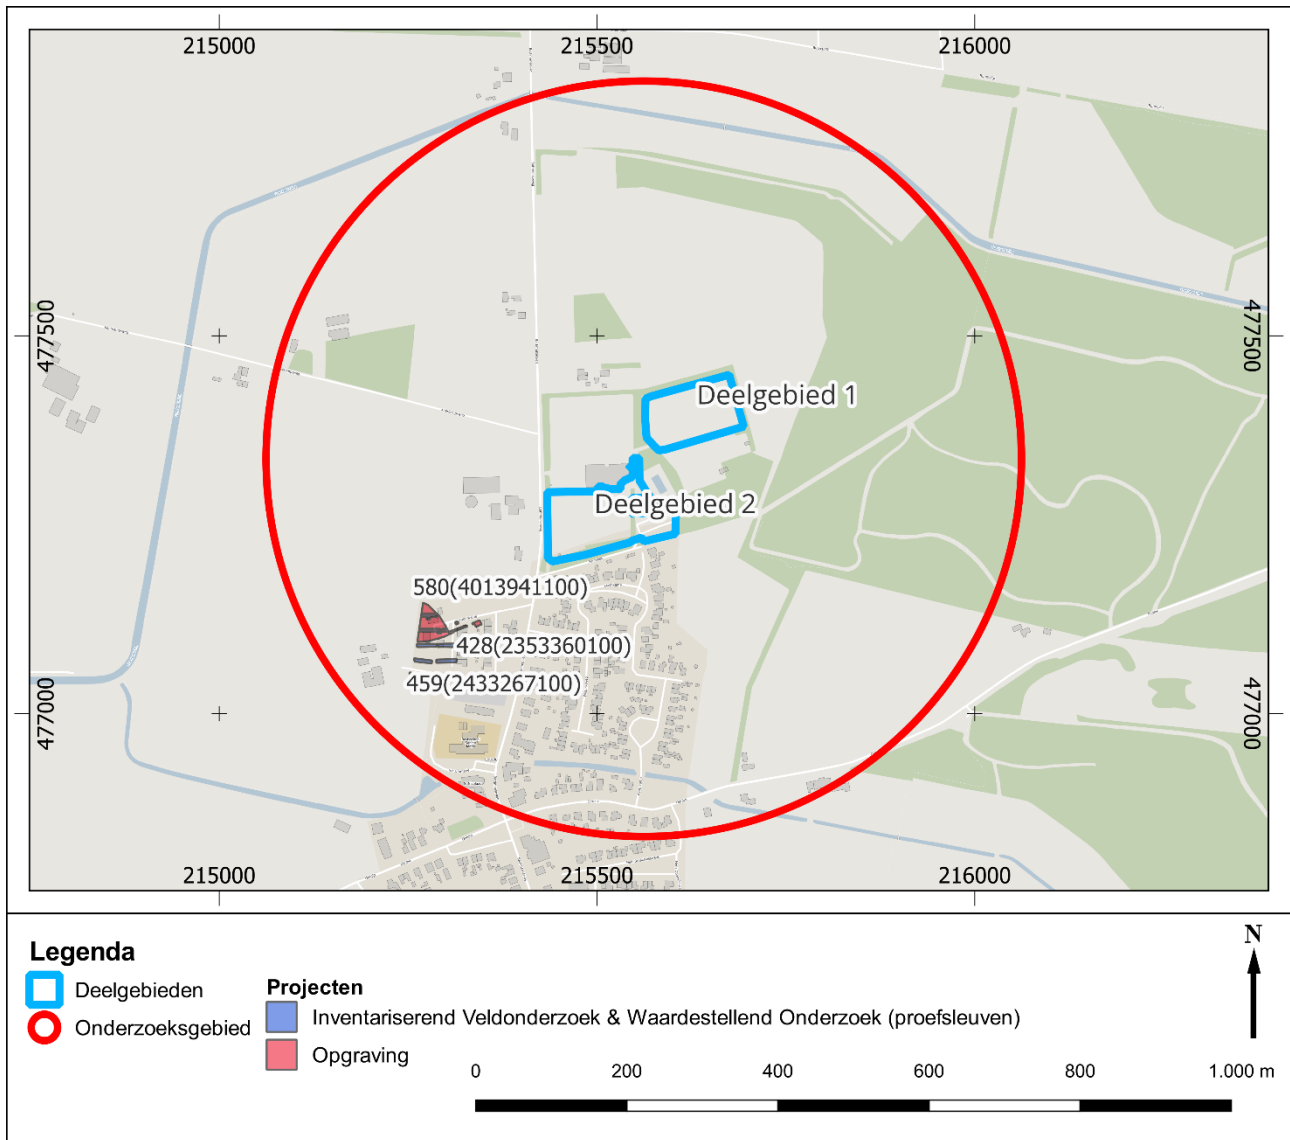 215000 215500 216000
477500 477500
Deelgebied 1
Deelgebied 2
580(4013941100)
428(2353360100)
459(2433267100)
477000 477000
215000 215500 216000
Legenda
Deelgebieden
Onderzoeksgebied
Projecten
Inventariserend Veldonderzoek & Waardestellend Onderzoek (proefsleuven)
Opgraving
N
0 200 400 600 800 1.000 m